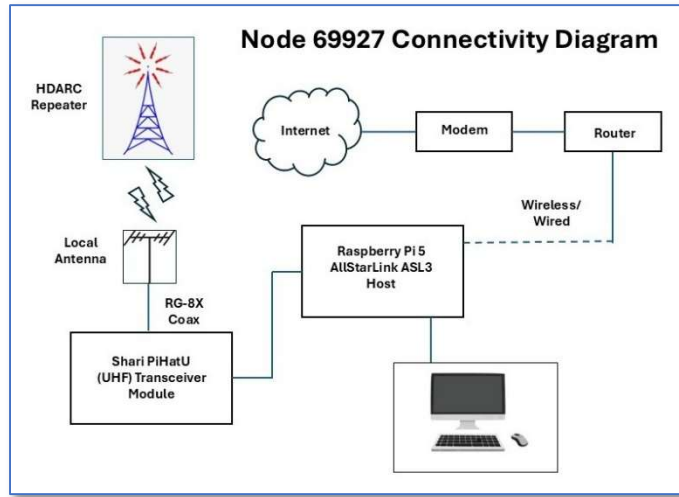 Node 69927 Connectivity Diagram
HDARC
Repeater
Internet
Modem
Router
Wireless/
Wired
Local
Antenna
Raspberry Pi 5
AllStarLink ASL3
Host
RG-8X
Coax
Shari PiHatU
(UHF) Transceiver
Module